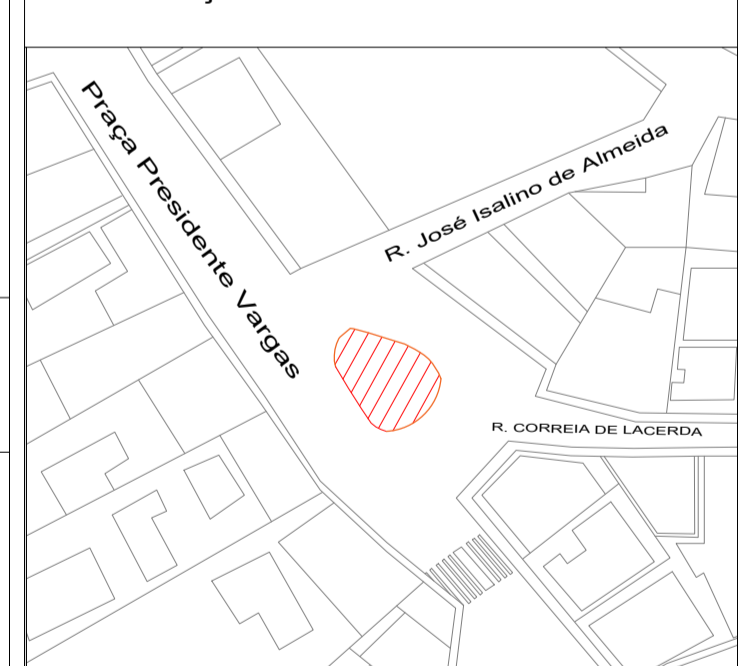 Praça Presidente Vargas
R. José Isalino de Almeida
R. CORREIA DE LACERDA